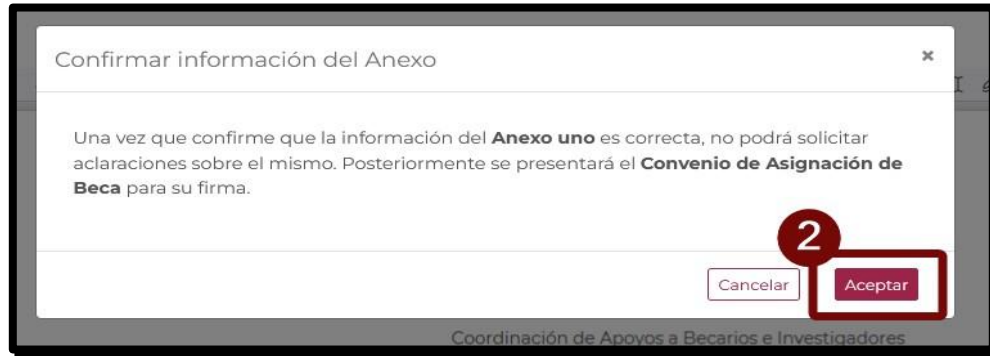 Confirmar información del Anexo
×
Una vez que confirme que la información del Anexo uno es correcta, no podrá solicitar
aclaraciones sobre el mismo. Posteriormente se presentará el Convenio de Asignación de
Beca para su firma.
2
Cancelar
Aceptar
Coordinación de Apoyos a Becarios e Investigadores